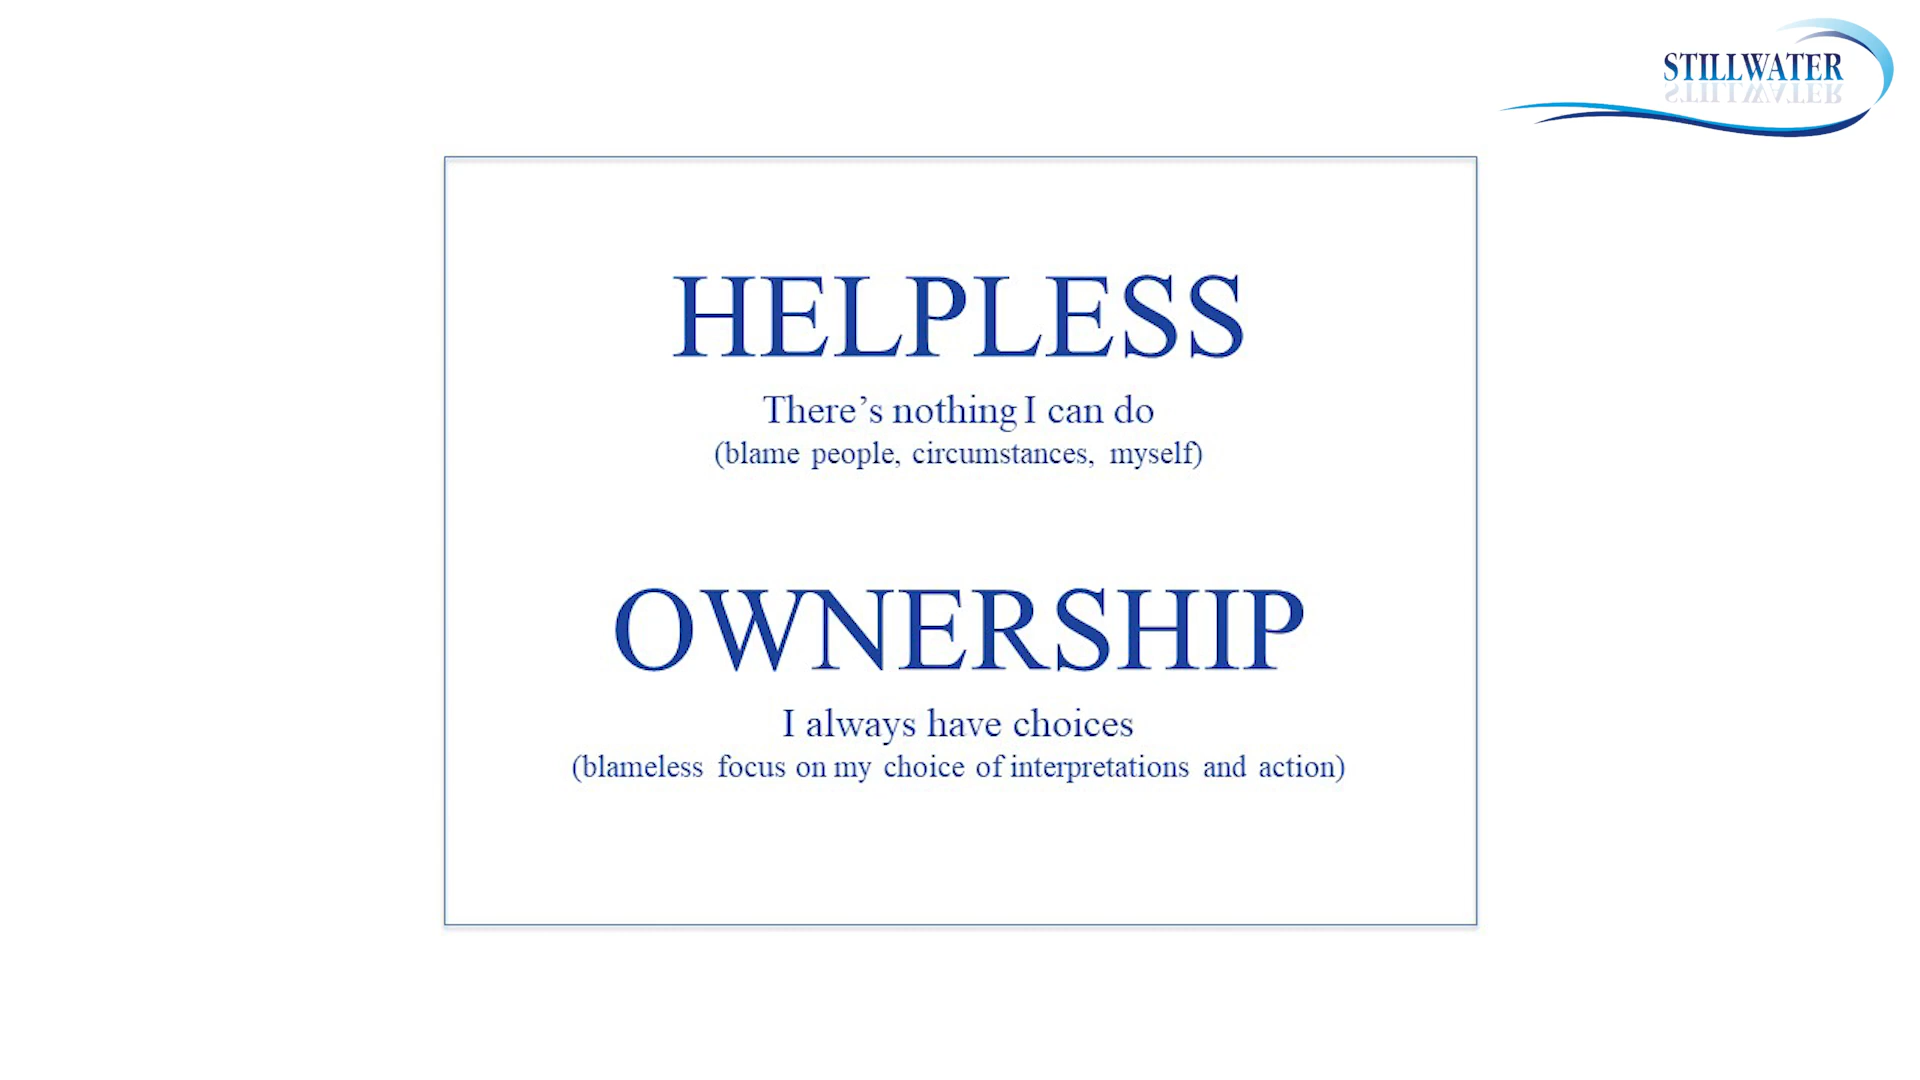 STILLWATER
HELPLESS
There’s nothing I can do
(blame people, circumstances, myself)
OWNERSHIP
I always have choices
(blameless focus on my choice of interpretations and action)